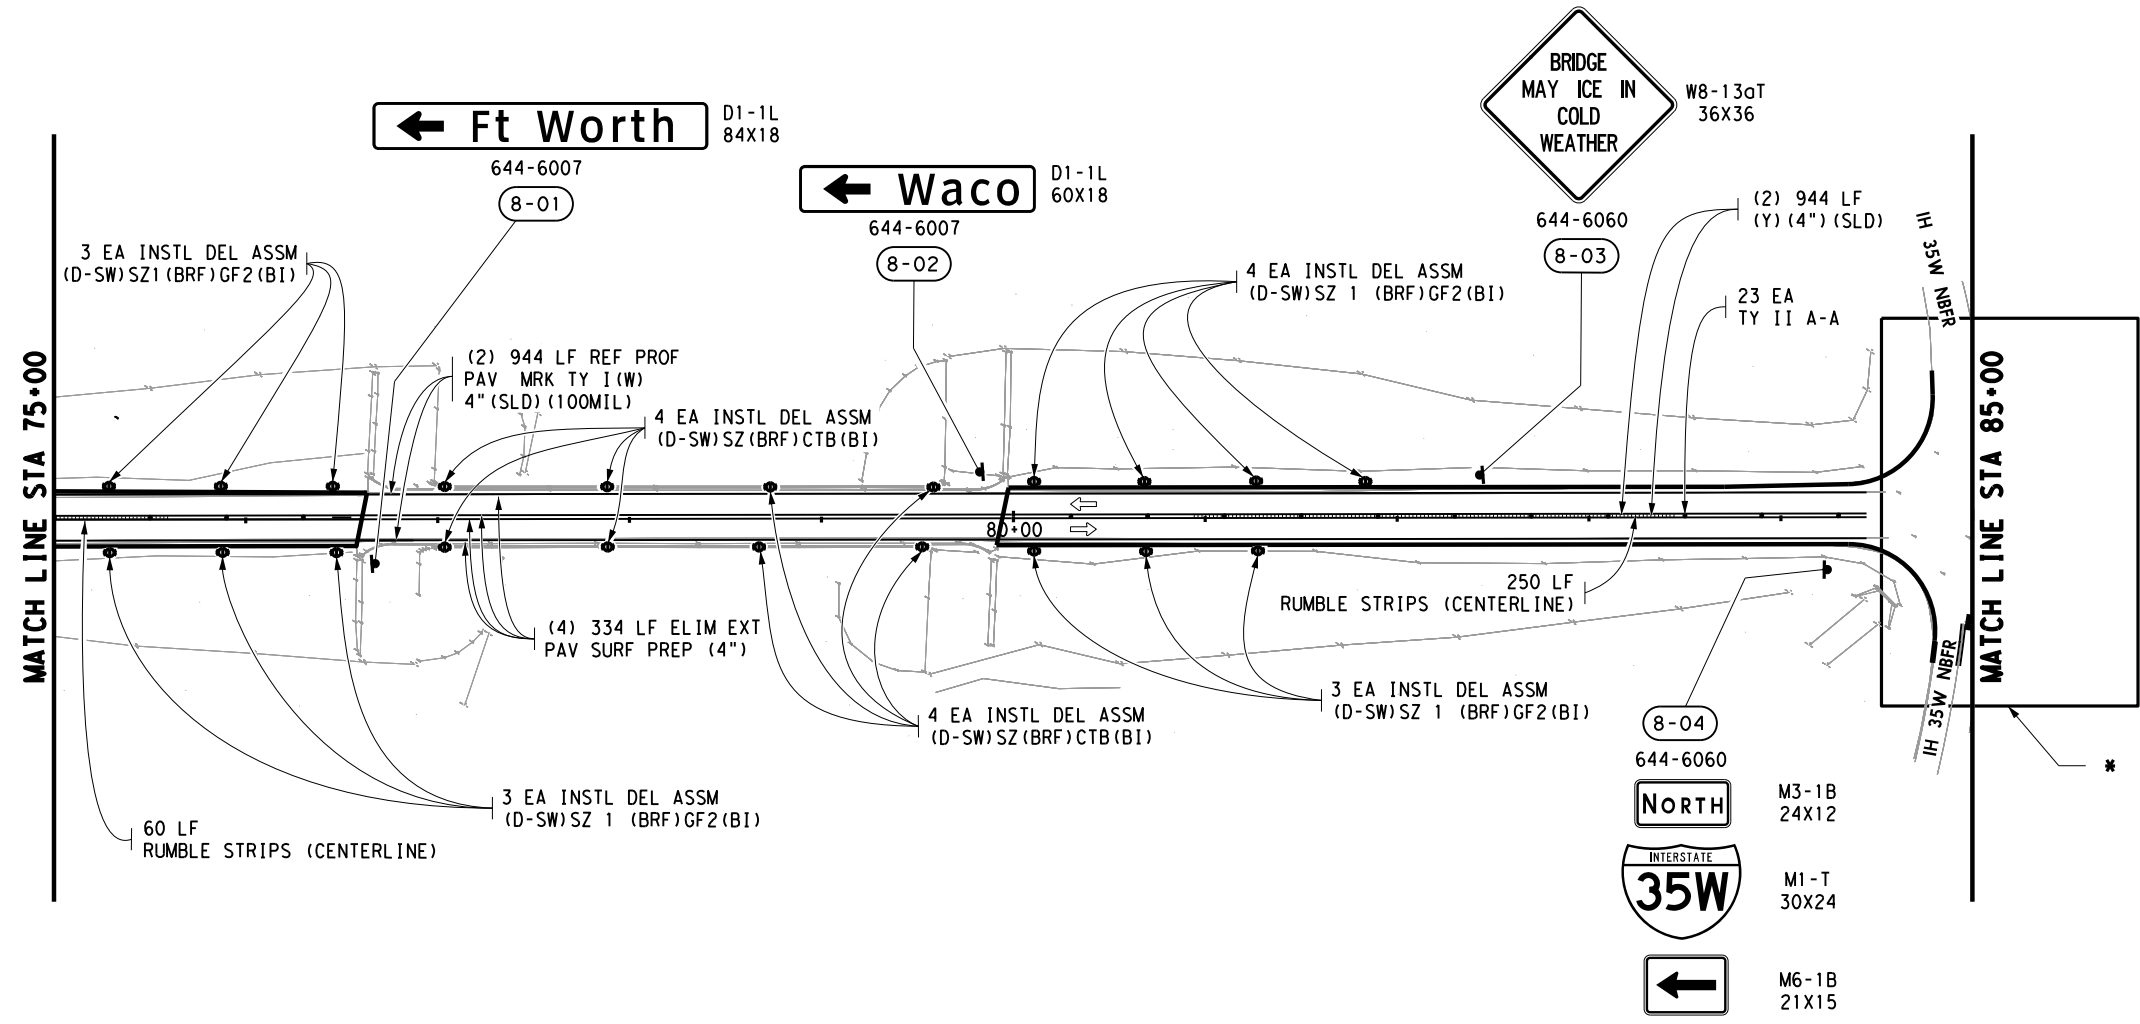 BRIDGE
MAY ICE IN
COLD
WEATHER
W8-13aT
36X36
Ft Worth
D1-1L
84X18
644-6007
8-01
Waco
D1-1L
60X18
644-6007
8-02
644-6060
8-03
(2) 944 LF
(Y)(4")(SLD)
IH 35W NBFR
3 EA INSTL DEL ASSM
(D-SW)SZ1(BRF)GF2(BI)
4 EA INSTL DEL ASSM
(D-SW)SZ 1 (BRF)GF2(BI)
23 EA
TY II A-A
(2) 944 LF REF PROF
PAV MRK TY I(W)
4"(SLD)(100MIL)
4 EA INSTL DEL ASSM
(D-SW)SZ(BRF)CTB(BI)
MATCH LINE STA 75+00
MATCH LINE STA 85+00
80+00
250 LF
RUMBLE STRIPS (CENTERLINE)
(4) 334 LF ELIM EXT
PAV SURF PREP (4")
3 EA INSTL DEL ASSM
(D-SW)SZ 1 (BRF)GF2(BI)
4 EA INSTL DEL ASSM
(D-SW)SZ(BRF)CTB(BI)
IH 35W NBFR
8-04
644-6060
*
3 EA INSTL DEL ASSM
(D-SW)SZ 1 (BRF)GF2(BI)
60 LF
RUMBLE STRIPS (CENTERLINE)
NORTH
M3-1B
24X12
INTERSTATE
35W
M1-T
30X24
M6-1B
21X15